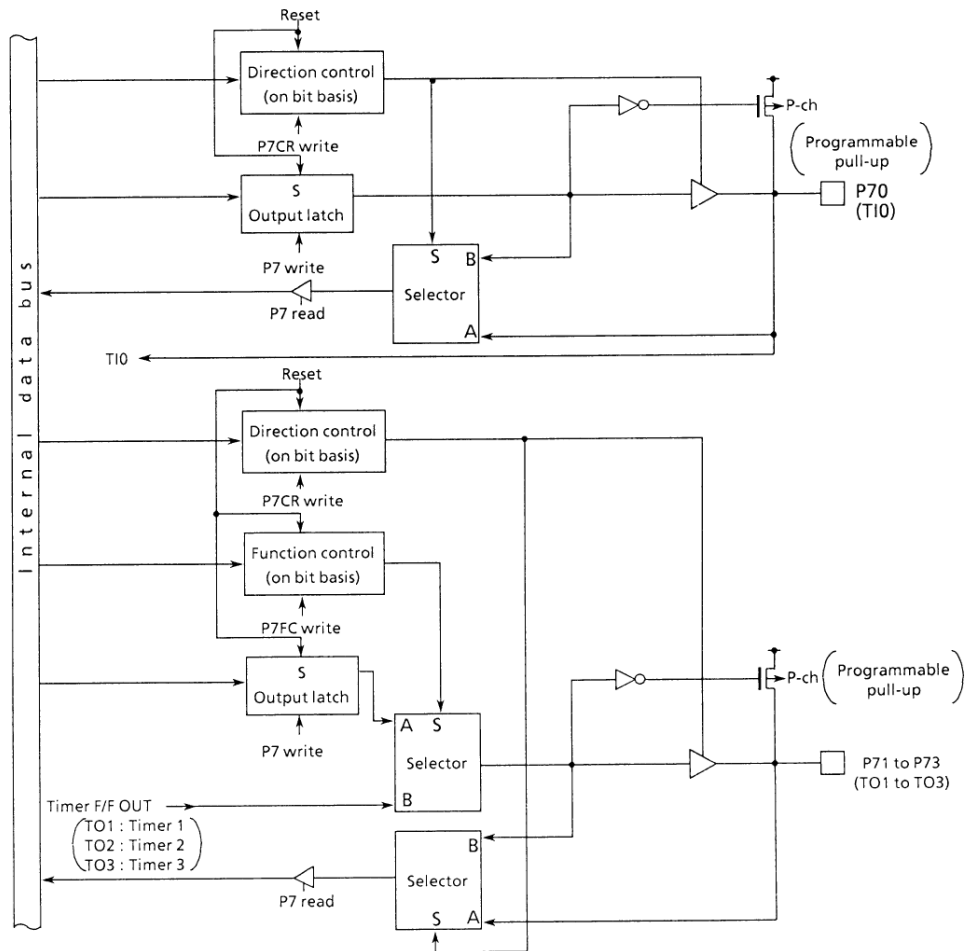 Reset
Direction control
(on bit basis)
P-ch
P7CR write
(Programmable
pull-up)
S
Output latch
P70
(TI0)
P7 write
S
B
Selector
P7 read
A
TI0
Internal data bus
Reset
Direction control
(on bit basis)
P7CR write
Function control
(on bit basis)
P7FC write
S
Output latch
P-ch
(Programmable
pull-up)
P7 write
A
S
Selector
B
P71 to P73
(TO1 to TO3)
Timer F/F OUT
(TO1 : Timer 1
TO2 : Timer 2
TO3 : Timer 3)
B
Selector
P7 read
S
A